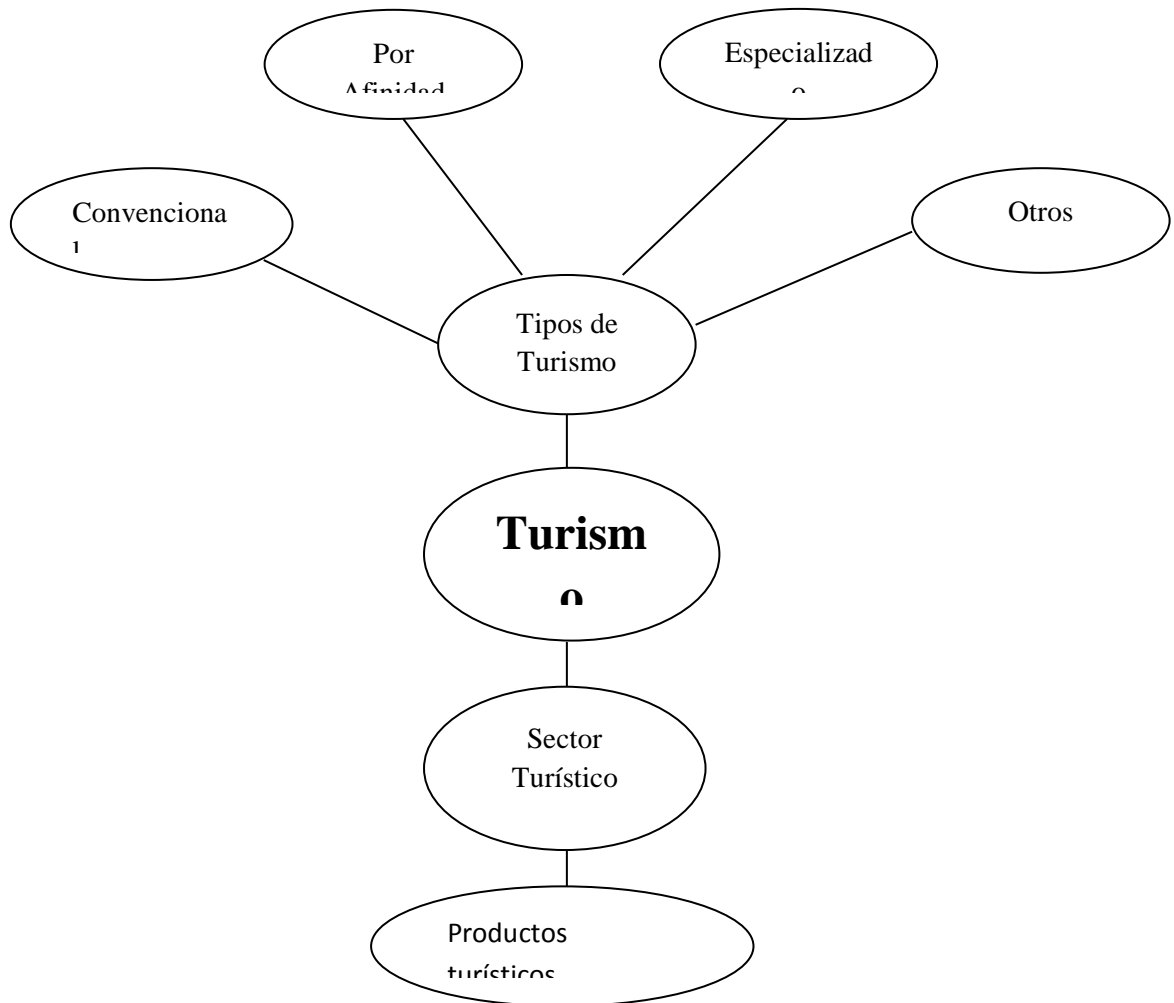 Por
Afinidad
Especializad
o
Convenciona
l
Otros
Tipos de
Turismo
Turism
o
Sector
Turístico
Productos
turísticos